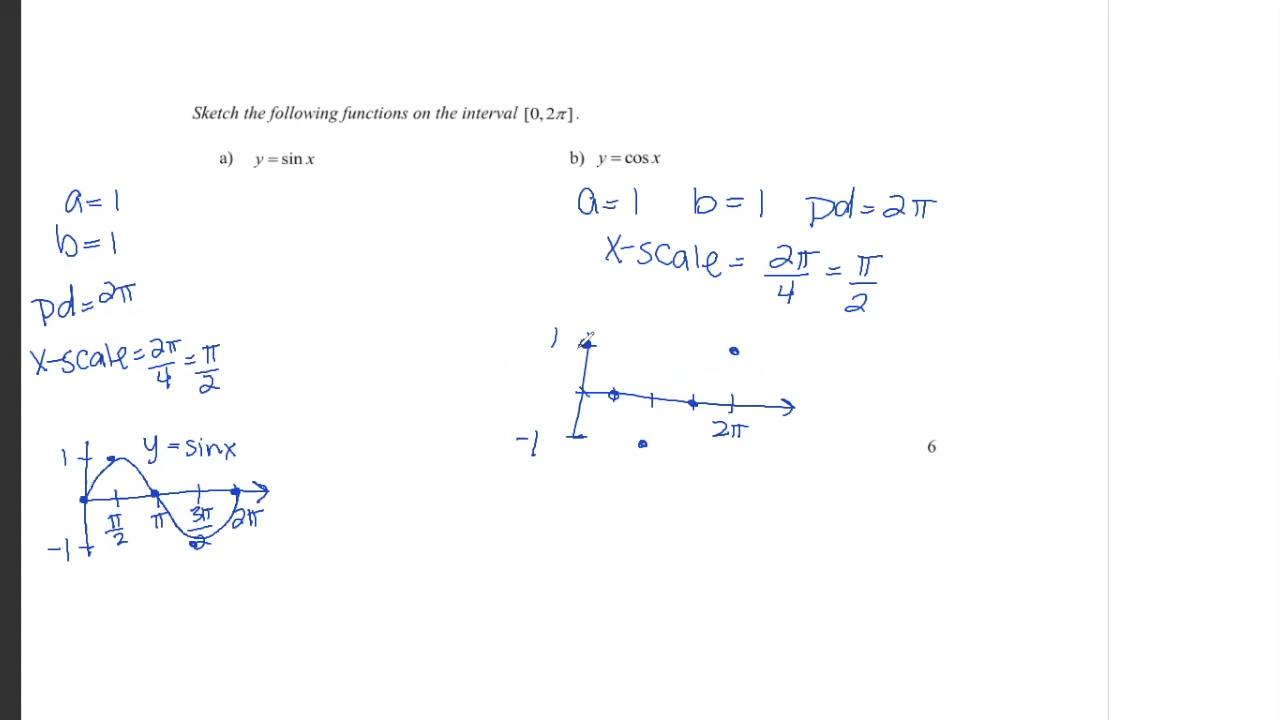 Sketch the following functions on the interval [0, 2π].
a) y = sin x
b) y = cos x
a = 1
b = 1
pd = 2π
x-scale = 2π/4 = π/2
1
y = sinx
π/2 π 3π/2 2π
-1
a = 1 b = 1 pd = 2π
x-scale = 2π/4 = π/2
1
2π
-1
6